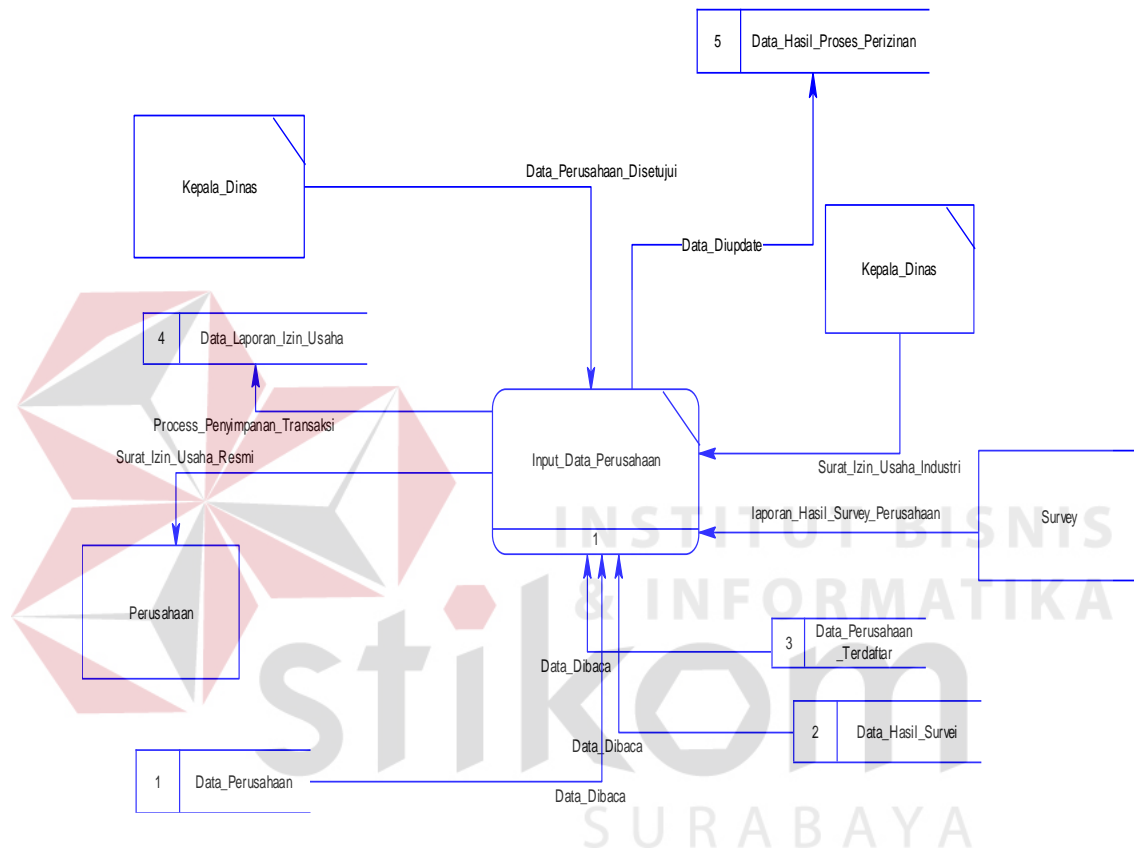 5 Data_Hasil_Proses_Perizinan
Kepala_Dinas
Data_Perusahaan_Disetujui
Data_Diupdate
Kepala_Dinas
4 Data_Laporan_Izin_Usaha
Process_Penyimpanan_Transaksi
Surat_Izin_Usaha_Resmi
Input_Data_Perusahaan
1
Surat_Izin_Usaha_Industri
laporan_Hasil_Survey_Perusahaan
Survey
INSTITUT BISNIS
& INFORMATIKA
Perusahaan
stikom
3 Data_Perusahaan
_Terdaftar
Data_Dibaca
2 Data_Hasil_Survei
Data_Dibaca
1 Data_Perusahaan
Data_Dibaca
SURABAYA